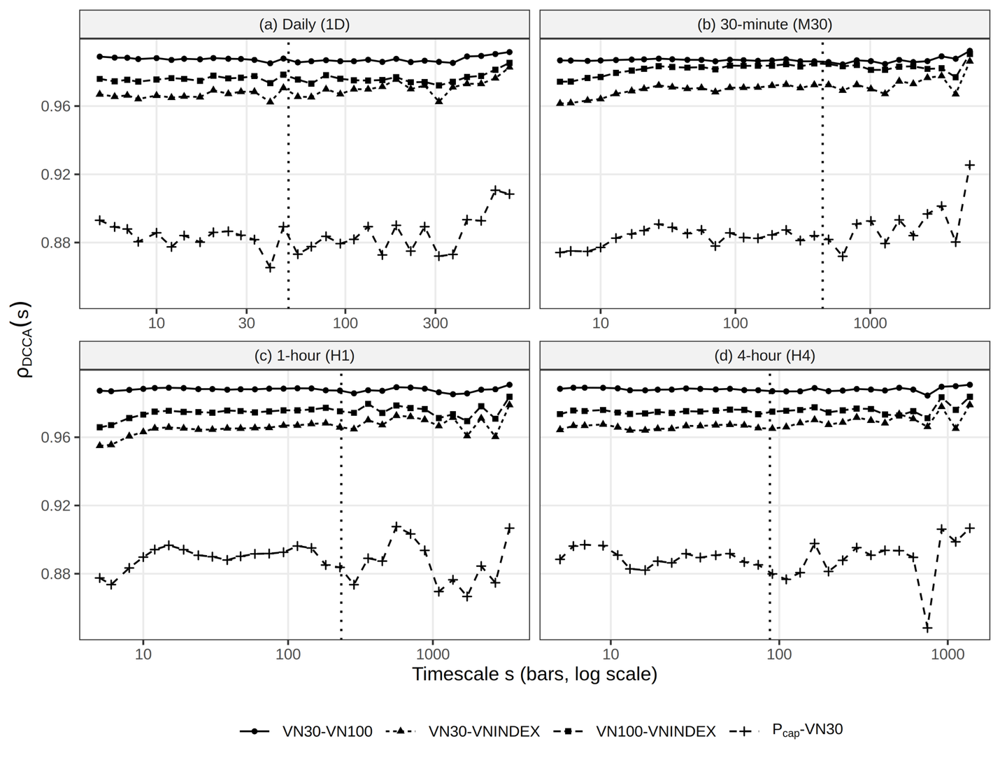 (a) Daily (1D)
(b) 30-minute (M30)
0.96
0.92
0.88
10 30 100 300
10 100 1000
ρDCCA(s)
(c) 1-hour (H1)
(d) 4-hour (H4)
0.96
0.92
0.88
10 100 1000
10 100 1000
Timescale s (bars, log scale)
VN30-VN100 VN30-VNINDEX VN100-VNINDEX Pcap-VN30